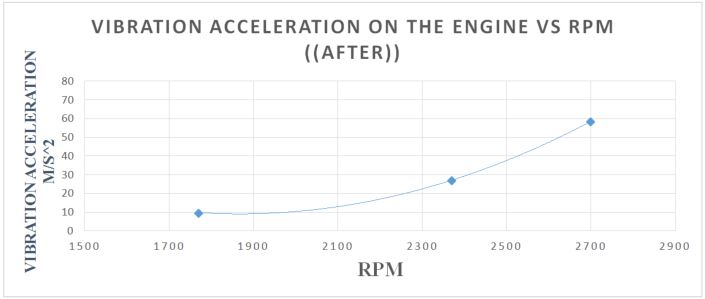 VIBRATION ACCELERATION ON THE ENGINE VS RPM
((AFTER))
VIBRATION ACCELERATION
M/S^2
80
70
60
50
40
30
20
10
0
1500 1700 1900 2100 2300 2500 2700 2900
RPM